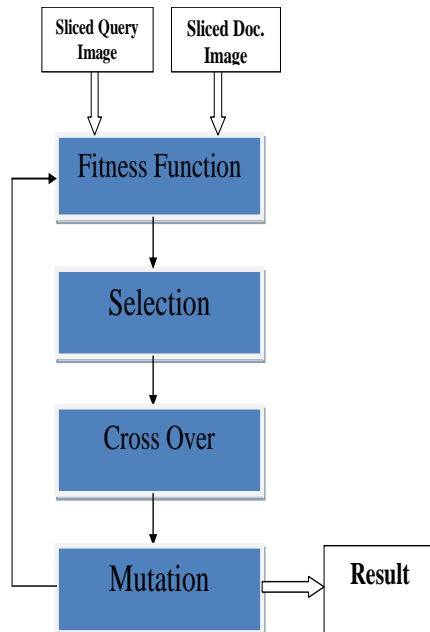 Sliced Query
Image
Sliced Doc.
Image
Fitness Function
Selection
Cross Over
Mutation
Result